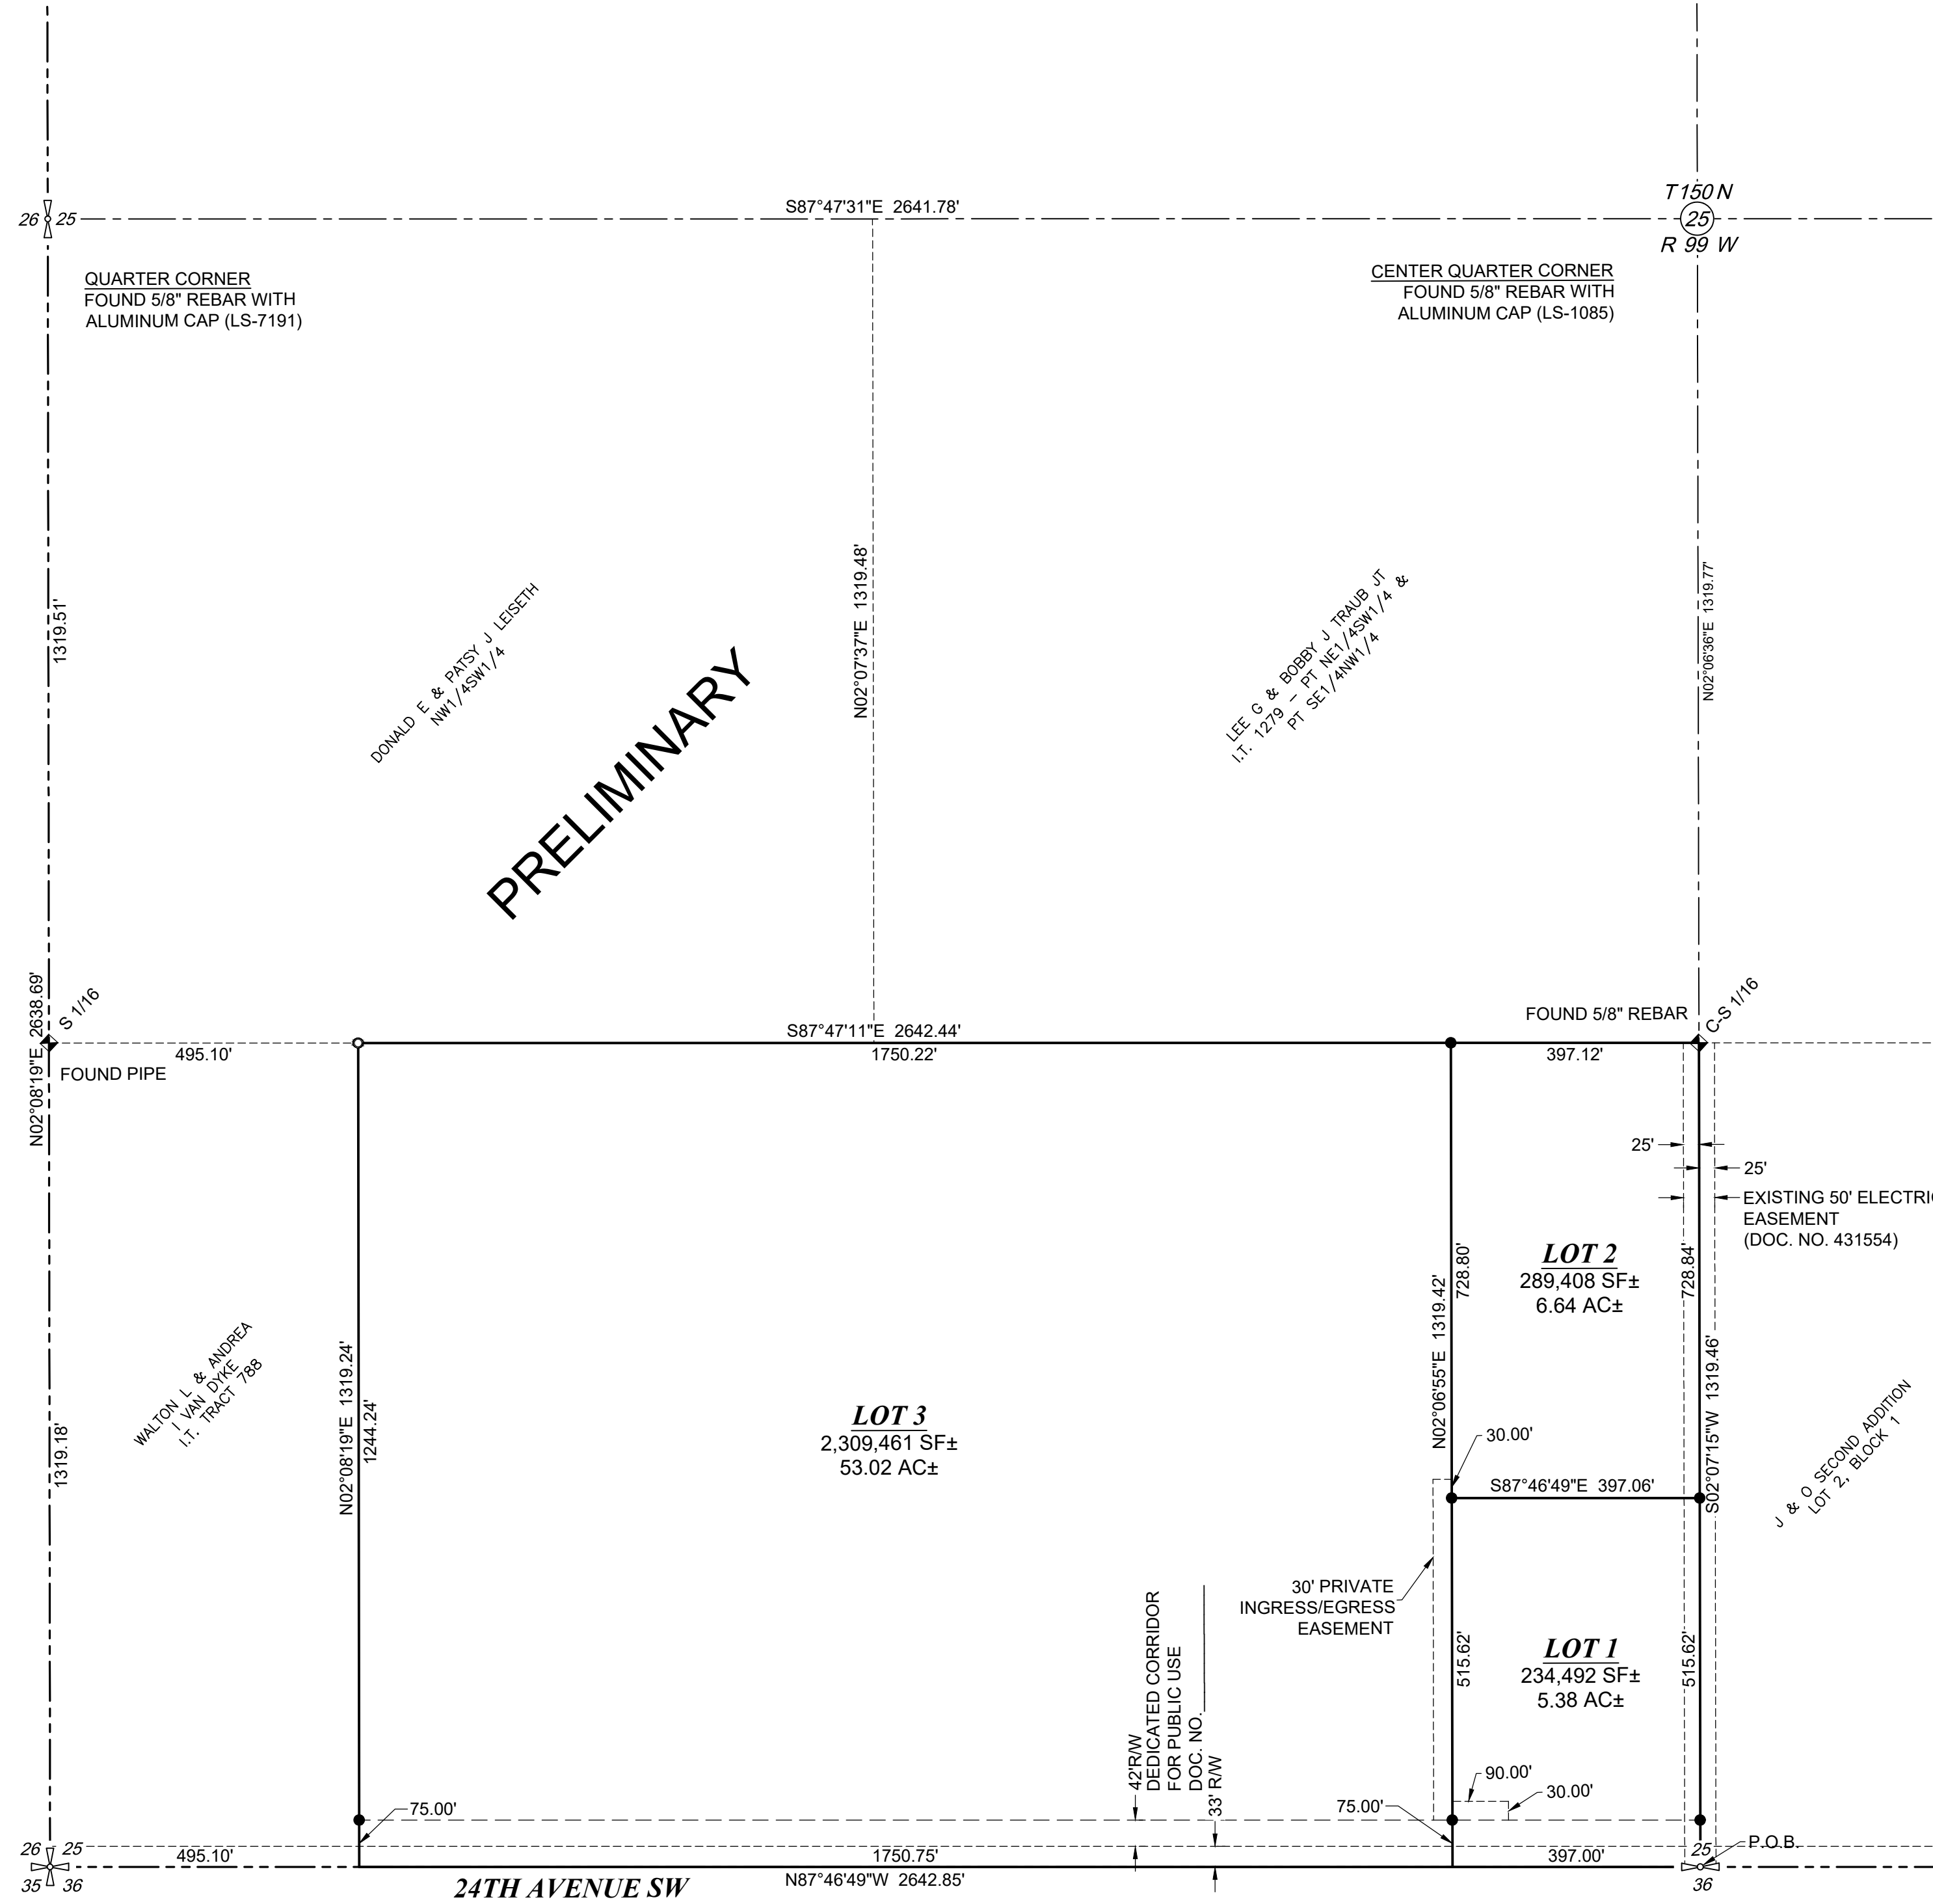 T 150 N
S87°47'31"E 2641.78'
26 25
25
R 99 W
QUARTER CORNER
FOUND 5/8" REBAR WITH
ALUMINUM CAP (LS-7191)
CENTER QUARTER CORNER
FOUND 5/8" REBAR WITH
ALUMINUM CAP (LS-1085)
1319.51'
N02°07'37"E 1319.48'
N02°06'36"E 1319.77'
DONALD E & PATSY J LEISETH
NW1/4SW1/4
LEE G & BOBBY J TRAUB JT
I.T. 1279 – PT NE1/4SW1/4 &
PT SE1/4NW1/4
PRELIMINARY
N02°08'19"E 2638.69'
S 1/16
FOUND 5/8" REBAR
C-S 1/16
S87°47'11"E 2642.44'
495.10'
1750.22'
397.12'
FOUND PIPE
25'
25'
EXISTING 50' ELECTRI
EASEMENT
(DOC. NO. 431554)
LOT 2
289,408 SF±
6.64 AC±
728.80'
728.84'
N02°06'55"E 1319.42'
S02°07'15"W 1319.46'
WALTON L & ANDREA
I VAN DYKE
I.T. TRACT 788
1319.18'
N02°08'19"E 1319.24'
1244.24'
LOT 3
2,309,461 SF±
53.02 AC±
30.00'
S87°46'49"E 397.06'
J & O SECOND ADDITION
LOT 2, BLOCK 1
30' PRIVATE
INGRESS/EGRESS
EASEMENT
LOT 1
234,492 SF±
5.38 AC±
515.62'
515.62'
42'R/W
DEDICATED CORRIDOR
FOR PUBLIC USE
DOC. NO.
33' R/W
90.00'
30.00'
75.00'
75.00'
P.O.B.
26 25
35 36
495.10'
1750.75'
397.00'
25
36
N87°46'49"W 2642.85'
24TH AVENUE SW